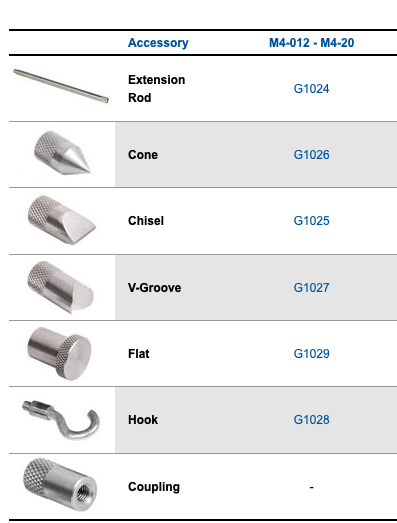 Accessory M4-012 - M4-20
Extension
Rod
G1024
Cone G1026
Chisel G1025
V-Groove G1027
Flat G1029
Hook G1028
Coupling -